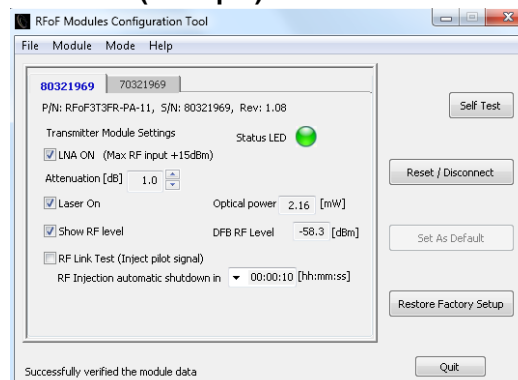 RFoF Modules Configuration Tool
File Module Mode Help
80321969 70321969
P/N: RFoF3T3FR-PA-11, S/N: 80321969, Rev: 1.08
Self Test
Transmitter Module Settings Status LED
LNA ON (Max RF input +15dBm)
Attenuation [dB] 1.0
Reset / Disconnect
Laser On Optical power 2.16 [mW]
Show RF level DFB RF Level -58.3 [dBm]
Set As Default
RF Link Test (Inject pilot signal)
RF Injection automatic shutdown in 00:00:10 [hh:mm:ss]
Restore Factory Setup
Successfully verified the module data
Quit